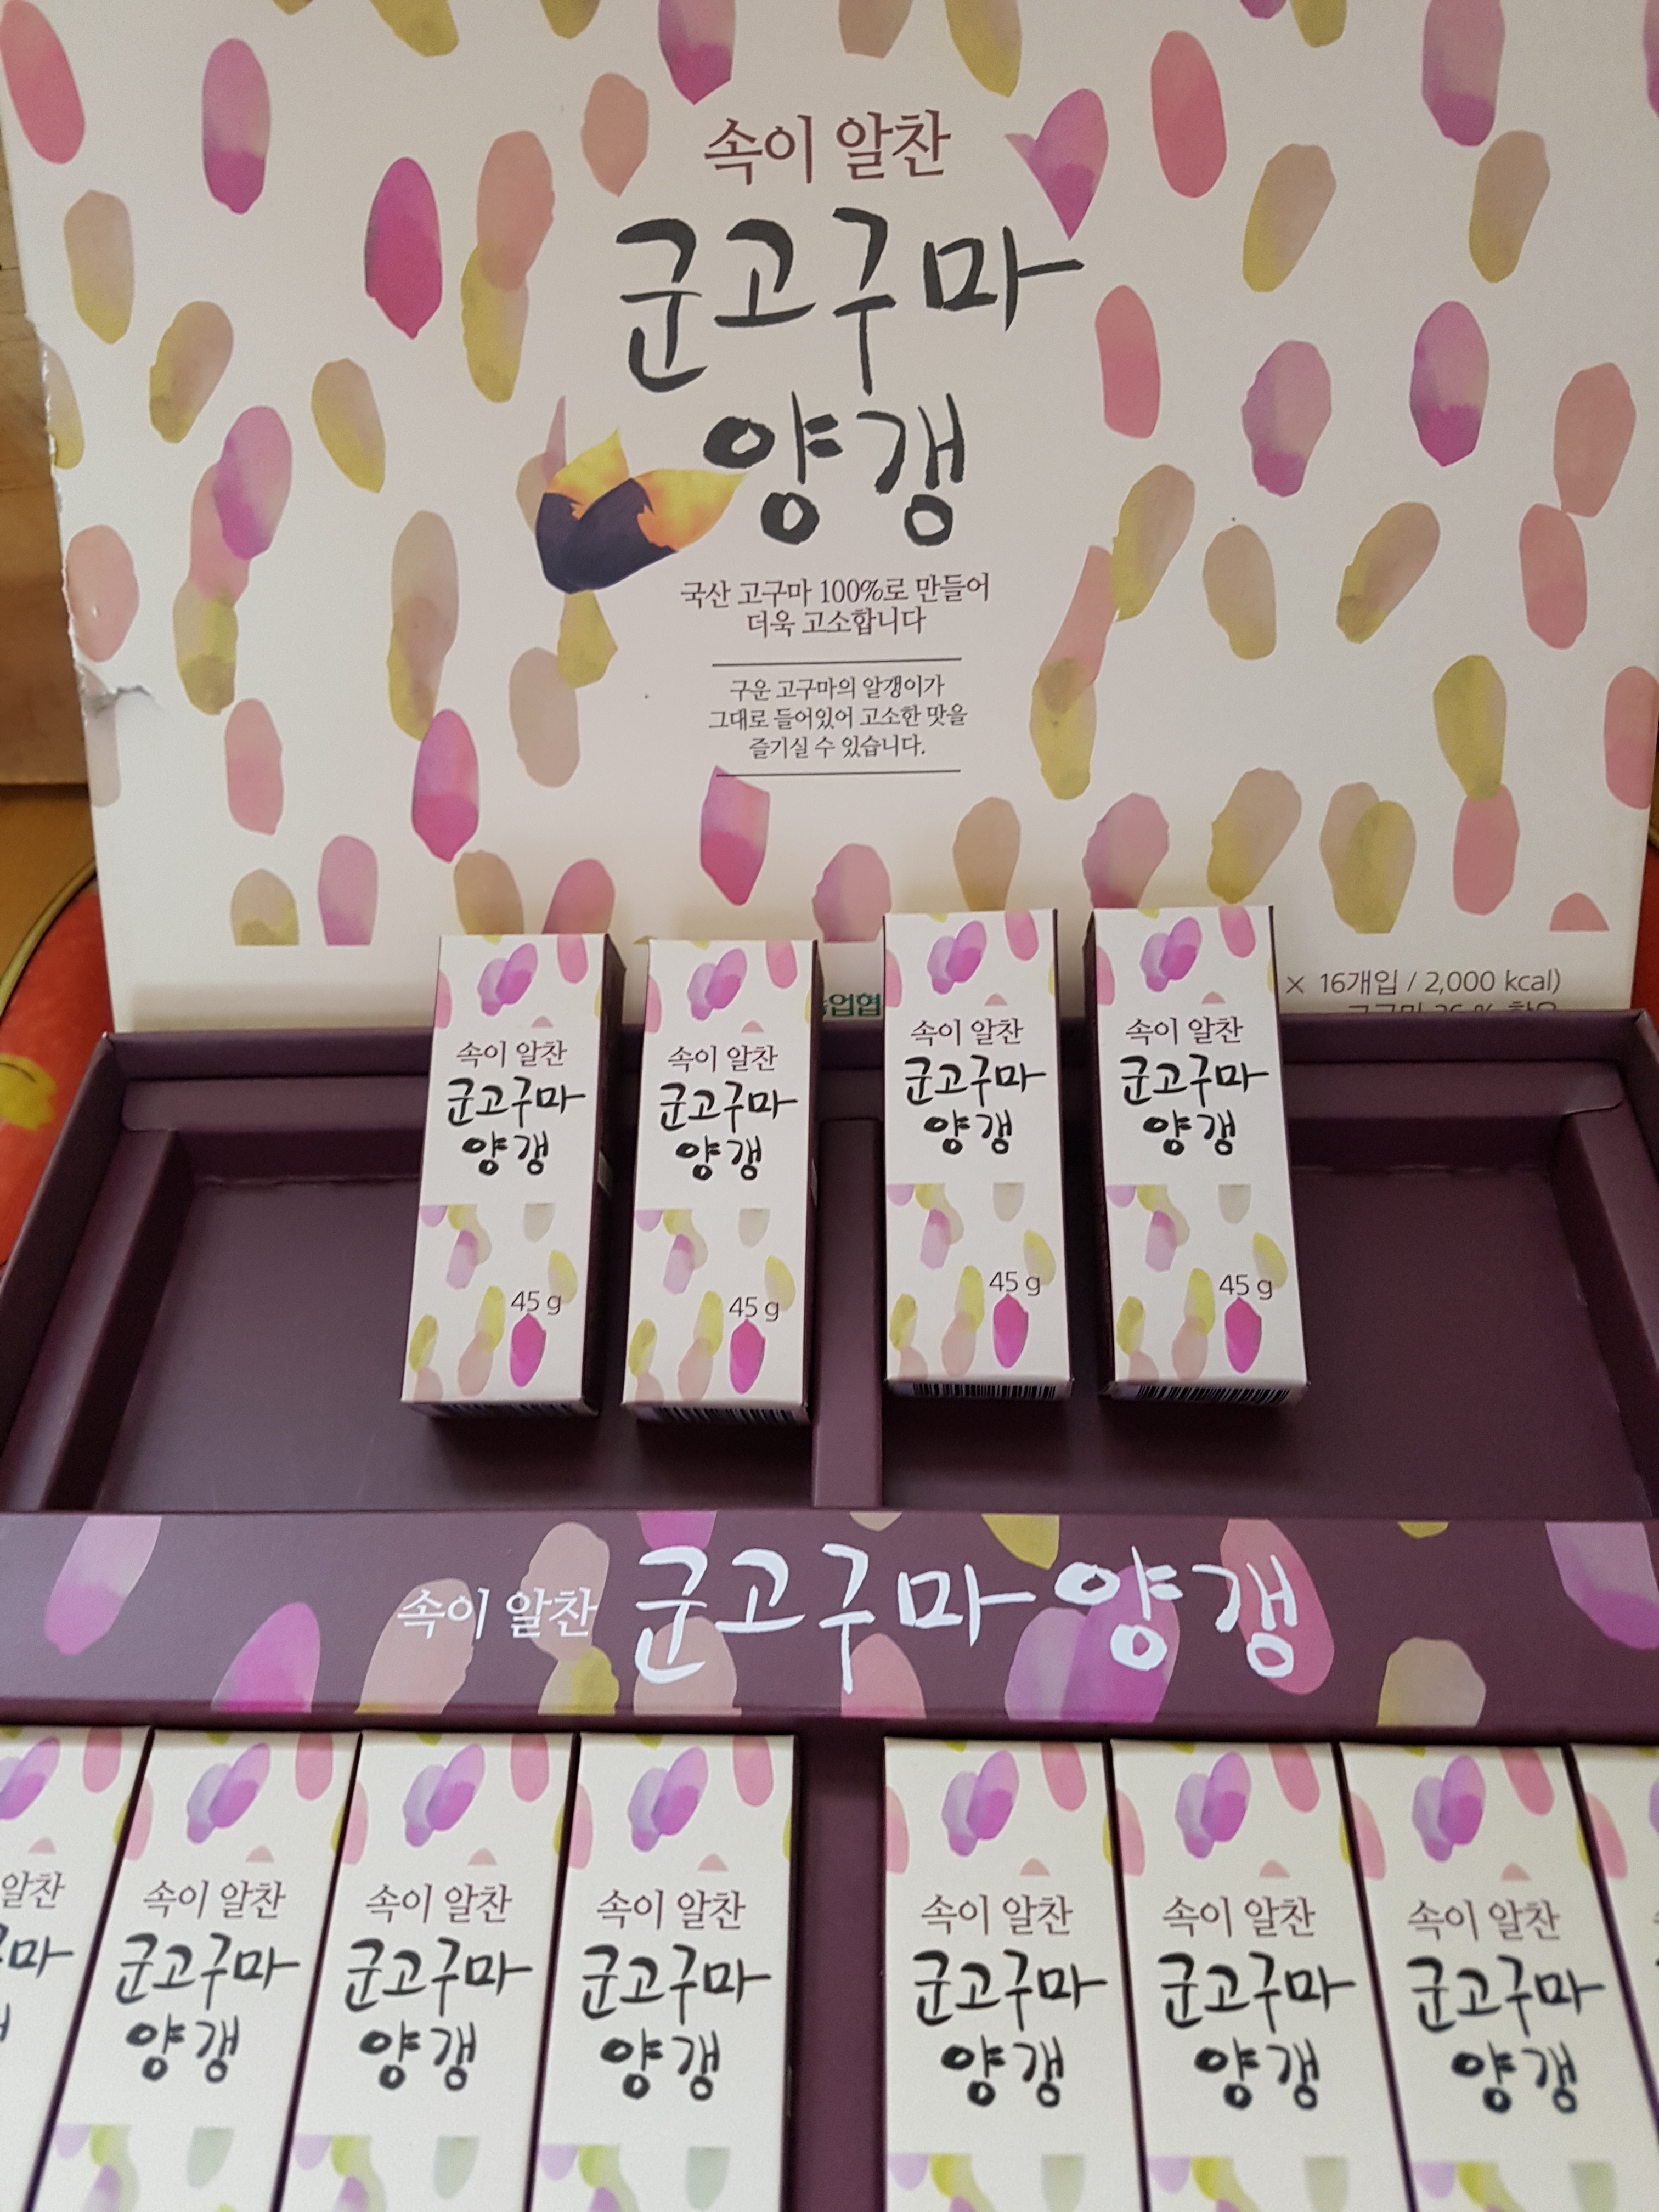 속이 알찬
군고구마
양갱
국산 고구마 100%로 만들어
더욱 고소합니다
구운 고구마의 알갱이가
그대로 들어있어 고소한 맛을
즐기실 수 있습니다.
업협
× 16개입 / 2,000 kcal)
속이 알찬
군고구마
양갱
45 g
속이 알찬
군고구마
양갱
45 g
속이 알찬
군고구마
양갱
45 g
속이 알찬
군고구마
양갱
45 g
속이 알찬 군고구마 양갱
알찬
마
속이 알찬
군고구마
양갱
속이 알찬
군고구마
양갱
속이 알찬
군고구마
양갱
속이 알찬
군고구마
양갱
속이 알찬
군고구마
양갱
속이 알찬
군고구마
양갱